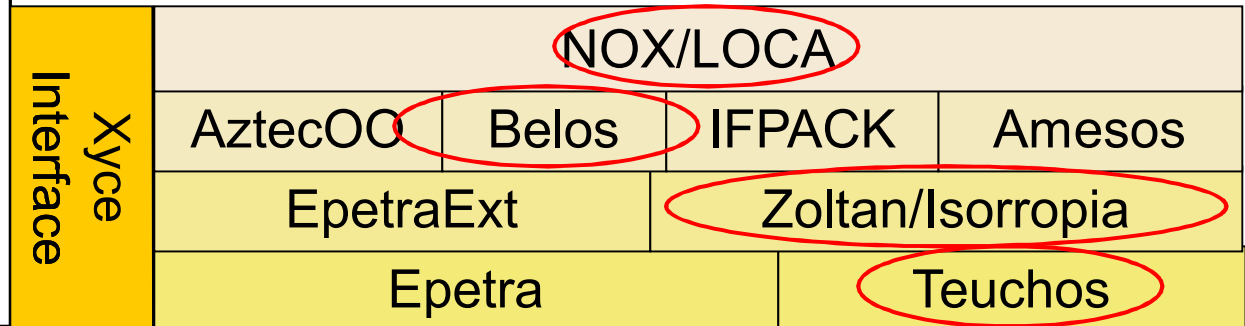 Xyce
Interface
NOX/LOCA
AztecOO
Belos
IFPACK
Amesos
EpetraExt
Zoltan/Isorropia
Epetra
Teuchos